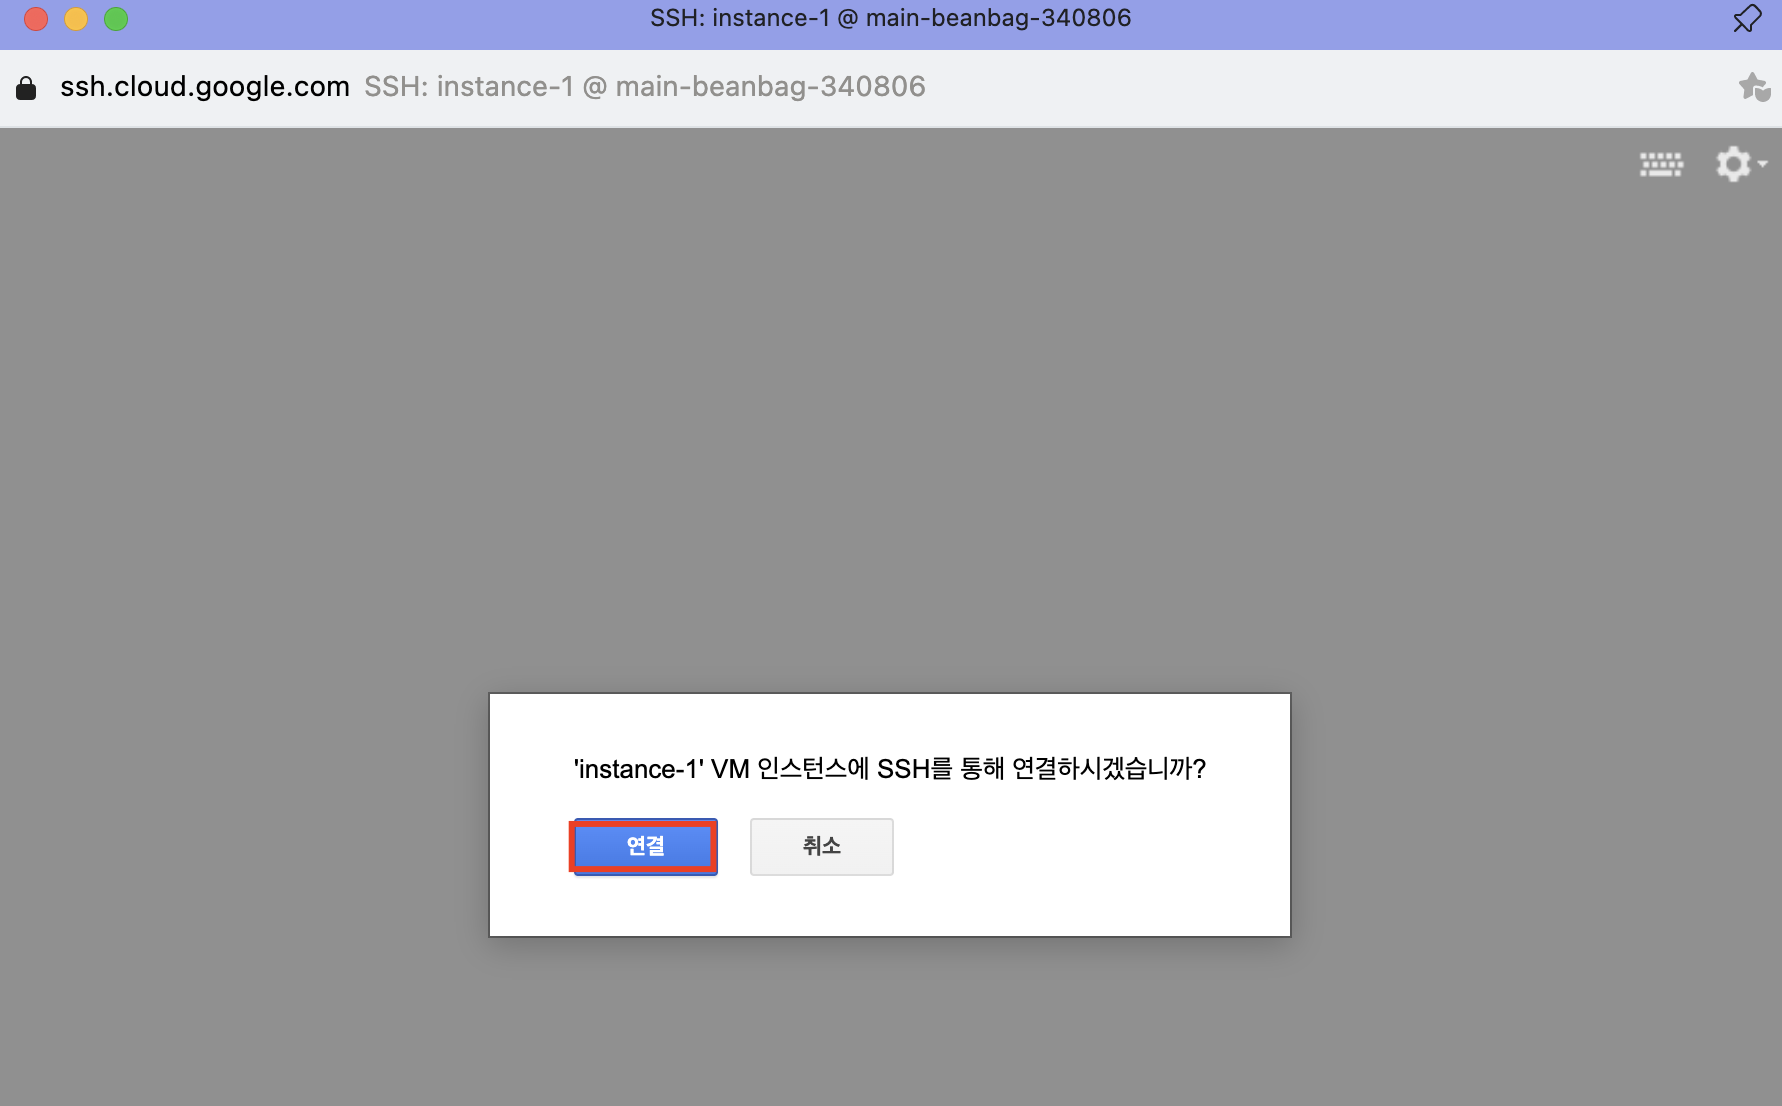 SSH: instance-1 @ main-beanbag-340806
ssh.cloud.google.com SSH: instance-1 @ main-beanbag-340806
'instance-1' VM 인스턴스에 SSH를 통해 연결하시겠습니까?
연결 취소